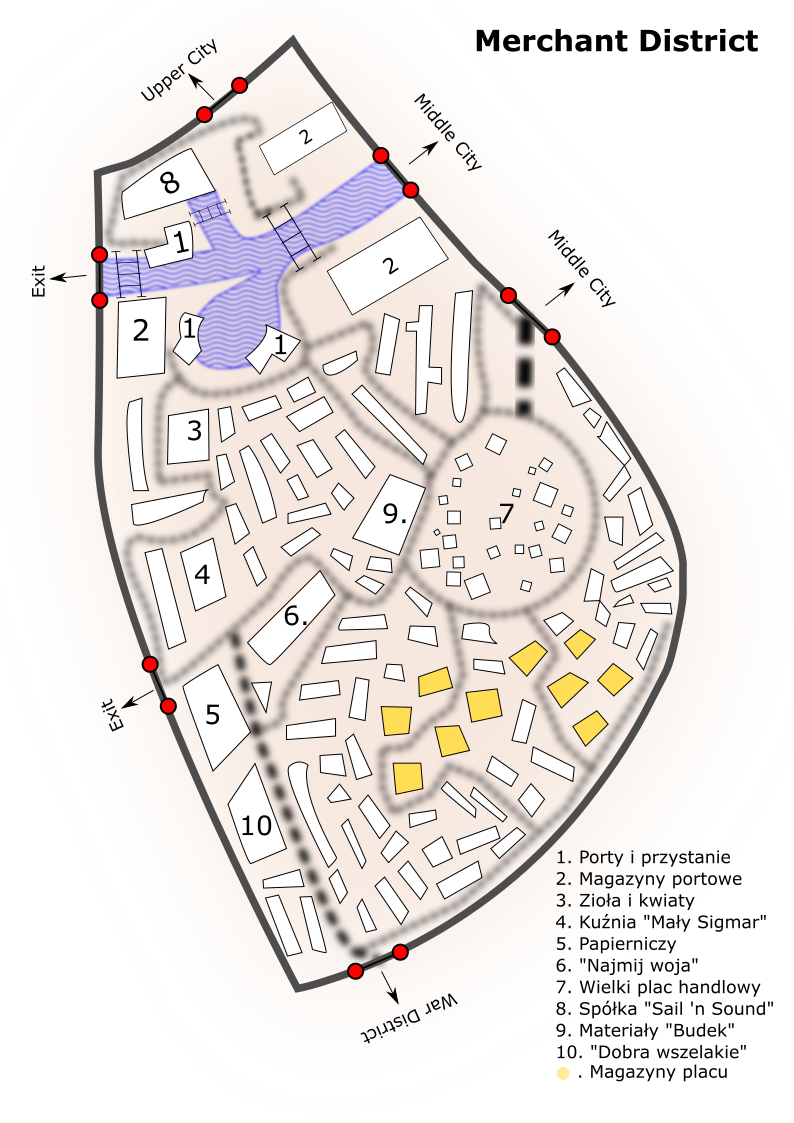 Merchant District
Upper City
Middle City
Middle City
Exit
Exit
War District
2
8
1
2
2
1
1
3
9.
7
4
6.
5
10
1. Porty i przystanie
2. Magazyny portowe
3. Zioła i kwiaty
4. Kuźnia "Mały Sigmar"
5. Papierniczy
6. "Najmij woja"
7. Wielki plac handlowy
8. Spółka "Sail 'n Sound"
9. Materiały "Budek"
10. "Dobra wszelakie"
. Magazyny placu